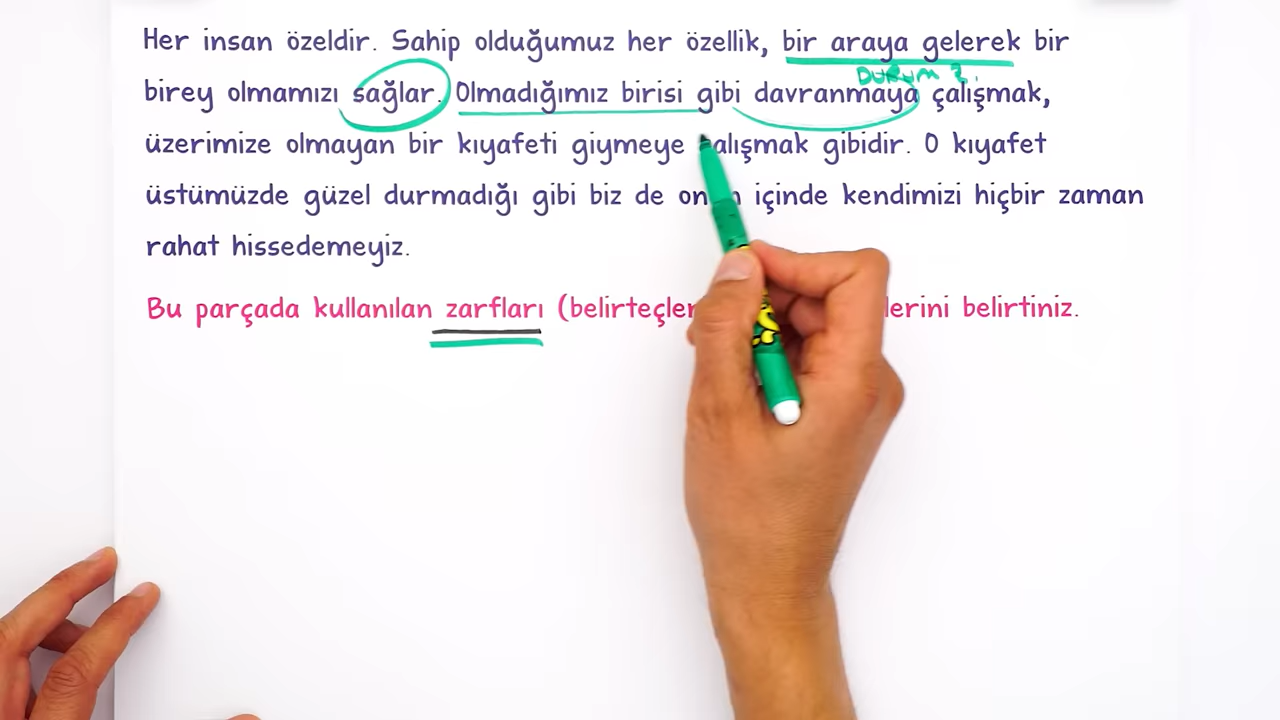 Her insan özeldir. Sahip olduğumuz her özellik, bir araya gelerek bir
DURUM Z.
birey olmamızı sağlar. Olmadığımız birisi gibi davranmaya çalışmak,
üzerimize olmayan bir kıyafeti giymeye çalışmak gibidir. O kıyafet
üstümüzde güzel durmadığı gibi biz de onun içinde kendimizi hiçbir zaman
rahat hissedemeyiz.
Bu parçada kullanılan zarfları (belirteçler lerini belirtiniz.